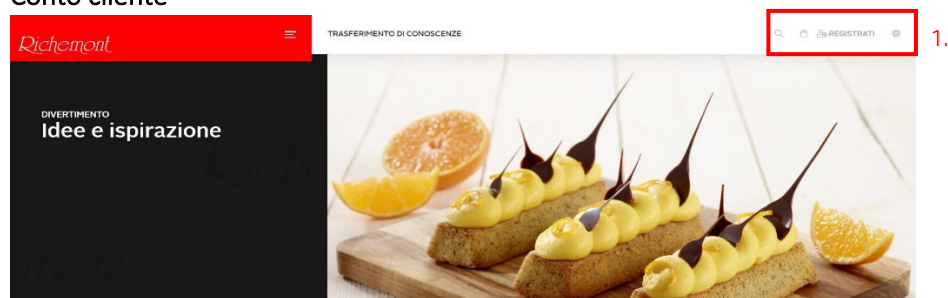 Conto cliente
Richemont
TRASFERIMENTO DI CONOSCENZE
REGISTRATI
1.
DIVERTIMENTO
Idee e ispirazione